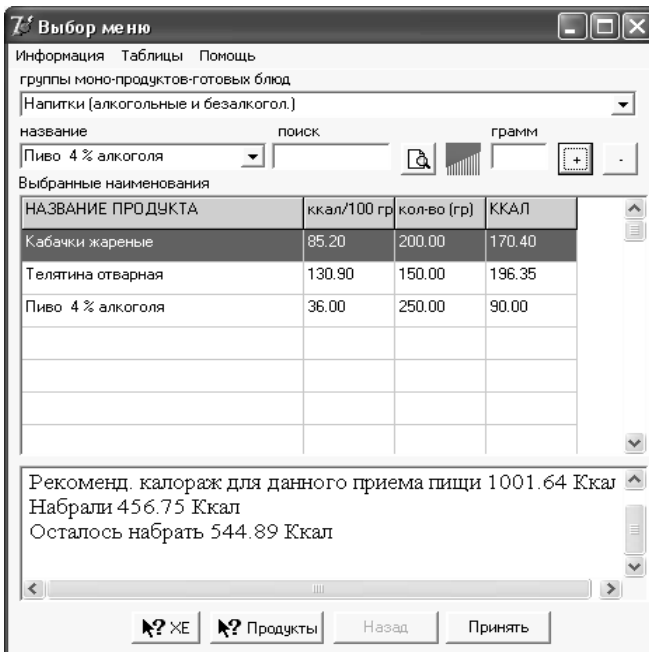 Выбор меню
Информация Таблицы Помощь
группы моно-продуктов-готовых блюд
Напитки (алкогольные и безалкогол.)
название поиск грамм
Пиво 4 % алкоголя + -
Выбранные наименования
НАЗВАНИЕ ПРОДУКТА ккал/100 гр кол-во (гр) ККАЛ
Кабачки жареные 85.20 200.00 170.40
Телятина отварная 130.90 150.00 196.35
Пиво 4 % алкоголя 36.00 250.00 90.00
Рекоменд. калораж для данного приема пищи 1001.64 Ккал
Набрали 456.75 Ккал
Осталось набрать 544.89 Ккал
? ХЕ ? Продукты Назад Принять